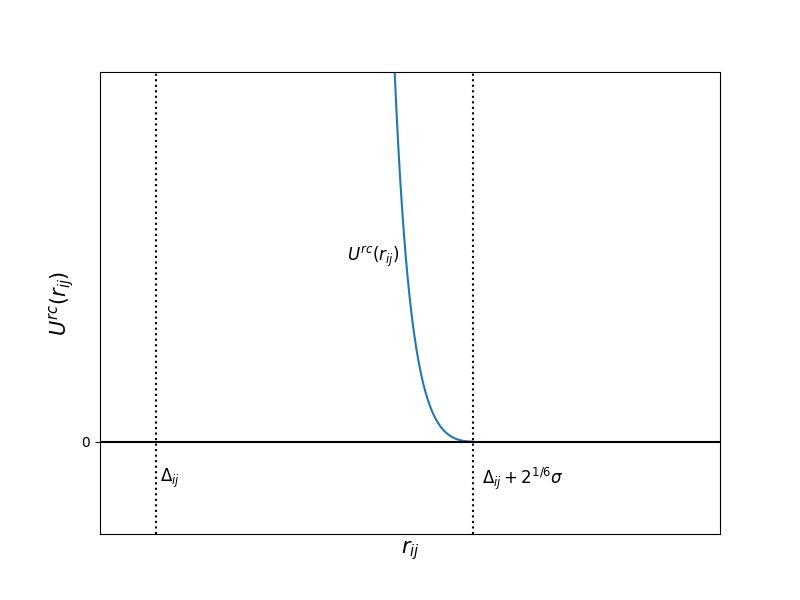 U^{rc}(r_{ij})
U^{rc}(r_{ij})
0
Δ_{ij}
Δ_{ij} + 2^{1/6}σ
r_{ij}